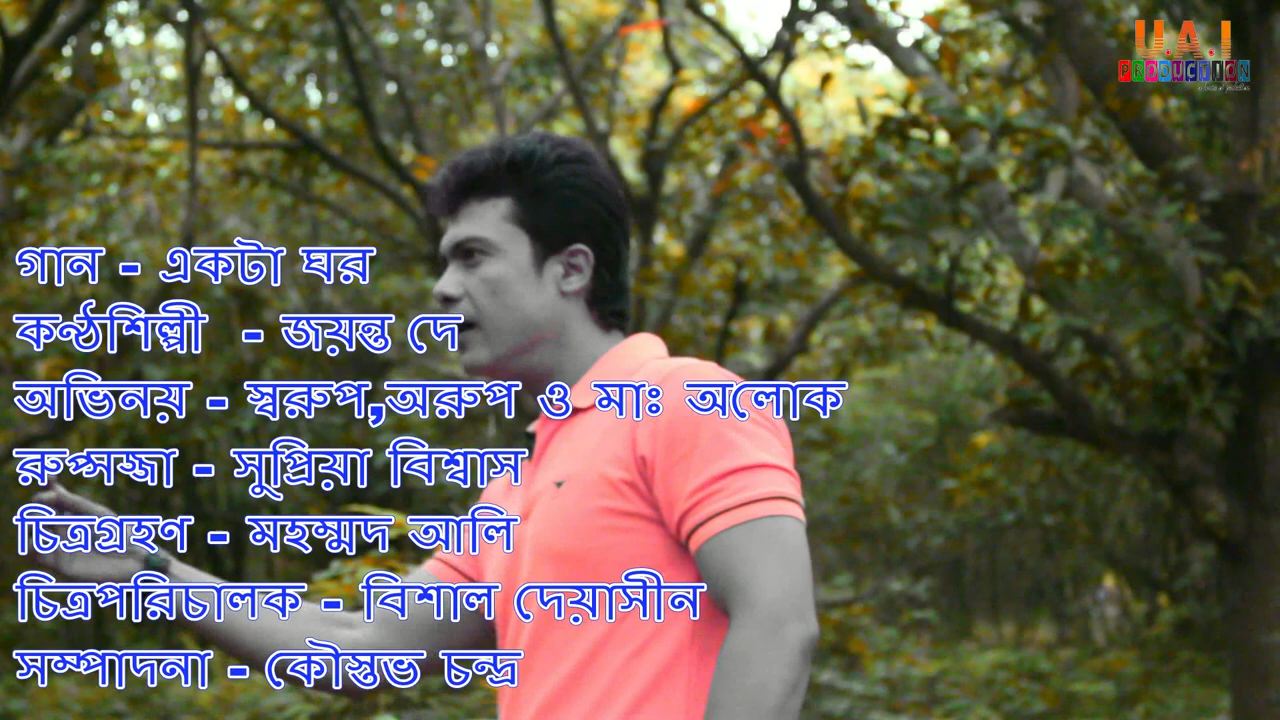 U.A.I
PRODUCTION
গান - একটা ঘর
কন্ঠশিল্পী - জয়ন্ত দে
অভিনয় - স্বরুপ,অরুপ ও মাঃ অলোক
রুপ্সজ্জা - সুপ্রিয়া বিশ্বাস
চিত্রগ্রহণ - মহম্মদ আলি
চিত্রপরিচালক - বিশাল দেয়াসীন
সম্পাদনা - কৌস্তভ চন্দ্র